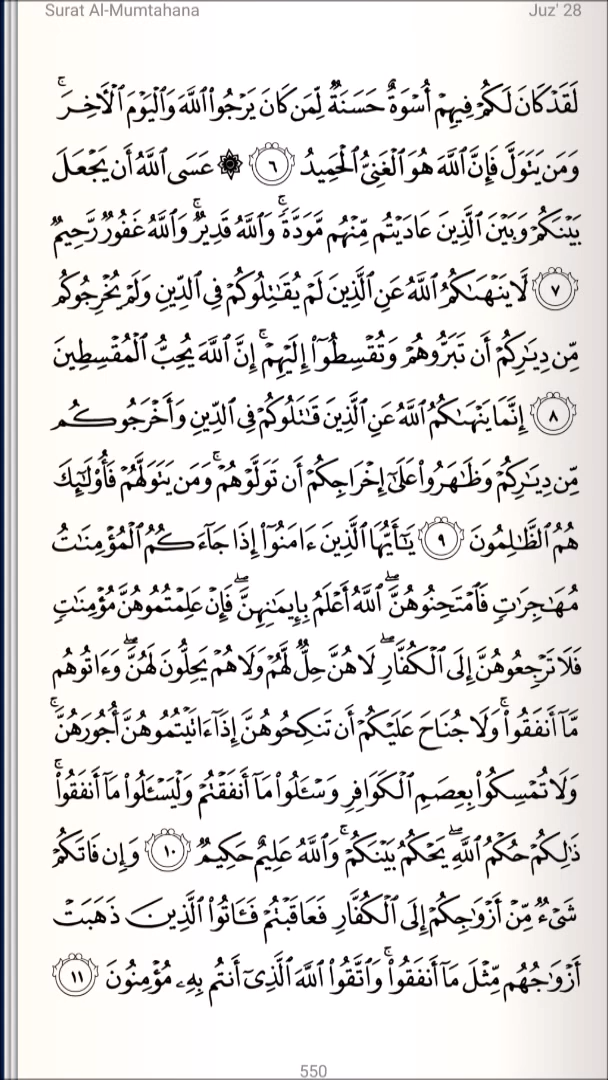 Surat Al-Mumtahana Juz' 28
لَقَدْ كَانَ لَكُمْ فِيهِمْ أُسْوَةٌ حَسَنَةٌ لِّمَن كَانَ يَرْجُوا۟ ٱللَّهَ وَٱلْيَوْمَ ٱلْـَٔاخِرَ ۚ
وَمَن يَتَوَلَّ فَإِنَّ ٱللَّهَ هُوَ ٱلْغَنِىُّ ٱلْحَمِيدُ ٦ ۞ عَسَى ٱللَّهُ أَن يَجْعَلَ
بَيْنَكُمْ وَبَيْنَ ٱلَّذِينَ عَادَيْتُم مِّنْهُم مَّوَدَّةً ۚ وَٱللَّهُ قَدِيرٌ ۚ وَٱللَّهُ غَفُورٌ رَّحِيمٌ
٧ لَّا يَنْهَىٰكُمُ ٱللَّهُ عَنِ ٱلَّذِينَ لَمْ يُقَـٰتِلُوكُمْ فِى ٱلدِّينِ وَلَمْ يُخْرِجُوكُم
مِّن دِيَـٰرِكُمْ أَن تَبَرُّوهُمْ وَتُقْسِطُوٓا۟ إِلَيْهِمْ ۚ إِنَّ ٱللَّهَ يُحِبُّ ٱلْمُقْسِطِينَ
٨ إِنَّمَا يَنْهَىٰكُمُ ٱللَّهُ عَنِ ٱلَّذِينَ قَـٰتَلُوكُمْ فِى ٱلدِّينِ وَأَخْرَجُوكُم
مِّن دِيَـٰرِكُمْ وَظَـٰهَرُوا۟ عَلَىٰٓ إِخْرَاجِكُمْ أَن تَوَلَّوْهُمْ ۚ وَمَن يَتَوَلَّهُمْ فَأُو۟لَـٰٓئِكَ
هُمُ ٱلظَّـٰلِمُونَ ٩ يَـٰٓأَيُّهَا ٱلَّذِينَ ءَامَنُوٓا۟ إِذَا جَآءَكُمُ ٱلْمُؤْمِنَـٰتُ
مُهَـٰجِرَٰتٍ فَٱمْتَحِنُوهُنَّ ۖ ٱللَّهُ أَعْلَمُ بِإِيمَـٰنِهِنَّ ۖ فَإِنْ عَلِمْتُمُوهُنَّ مُؤْمِنَـٰتٍ
فَلَا تَرْجِعُوهُنَّ إِلَى ٱلْكُفَّارِ ۖ لَا هُنَّ حِلٌّ لَّهُمْ وَلَا هُمْ يَحِلُّونَ لَهُنَّ ۖ وَءَاتُوهُم
مَّآ أَنفَقُوا۟ ۚ وَلَا جُنَاحَ عَلَيْكُمْ أَن تَنكِحُوهُنَّ إِذَآ ءَاتَيْتُمُوهُنَّ أُجُورَهُنَّ ۚ
وَلَا تُمْسِكُوا۟ بِعِصَمِ ٱلْكَوَافِرِ وَسْـَٔلُوا۟ مَآ أَنفَقْتُمْ وَلْيَسْـَٔلُوا۟ مَآ أَنفَقُوا۟ ۚ
ذَٰلِكُمْ حُكْمُ ٱللَّهِ ۖ يَحْكُمُ بَيْنَكُمْ ۚ وَٱللَّهُ عَلِيمٌ حَكِيمٌ ١٠ وَإِن فَاتَكُمْ
شَىْءٌ مِّنْ أَزْوَٰجِكُمْ إِلَى ٱلْكُفَّارِ فَعَاقَبْتُمْ فَـَٔاتُوا۟ ٱلَّذِينَ ذَهَبَتْ
أَزْوَٰجُهُم مِّثْلَ مَآ أَنفَقُوا۟ ۚ وَٱتَّقُوا۟ ٱللَّهَ ٱلَّذِىٓ أَنتُم بِهِۦ مُؤْمِنُونَ ١١
550